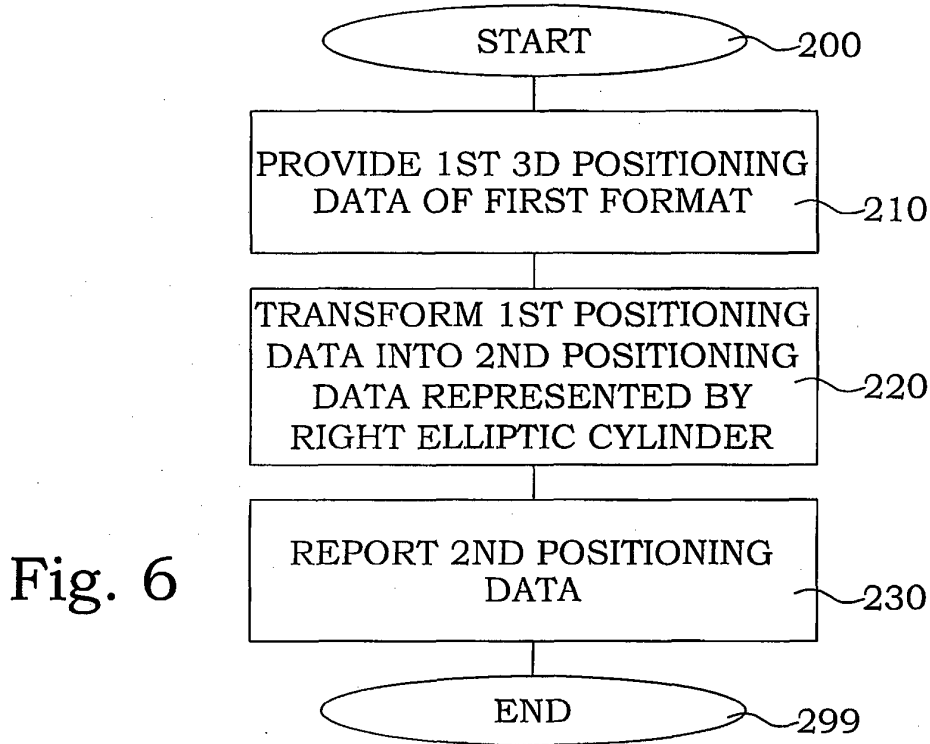 START
200
PROVIDE 1ST 3D POSITIONING
DATA OF FIRST FORMAT
210
TRANSFORM 1ST POSITIONING
DATA INTO 2ND POSITIONING
DATA REPRESENTED BY
RIGHT ELLIPTIC CYLINDER
220
REPORT 2ND POSITIONING
DATA
230
Fig. 6
END
299